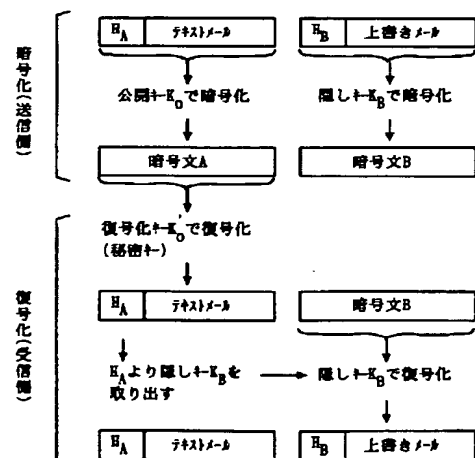 暗号化(送信側)
H_A テキストメール H_B 上書きメール
公開キーK_Oで暗号化 隠しキーK_Bで暗号化
暗号文A 暗号文B
復号化(受信側)
復号化キーK_O'で復号化
(秘密キー)
H_A テキストメール 暗号文B
H_Aより隠しキーK_Bを
取り出す
隠しキーK_Bで復号化
H_A テキストメール H_B 上書きメール